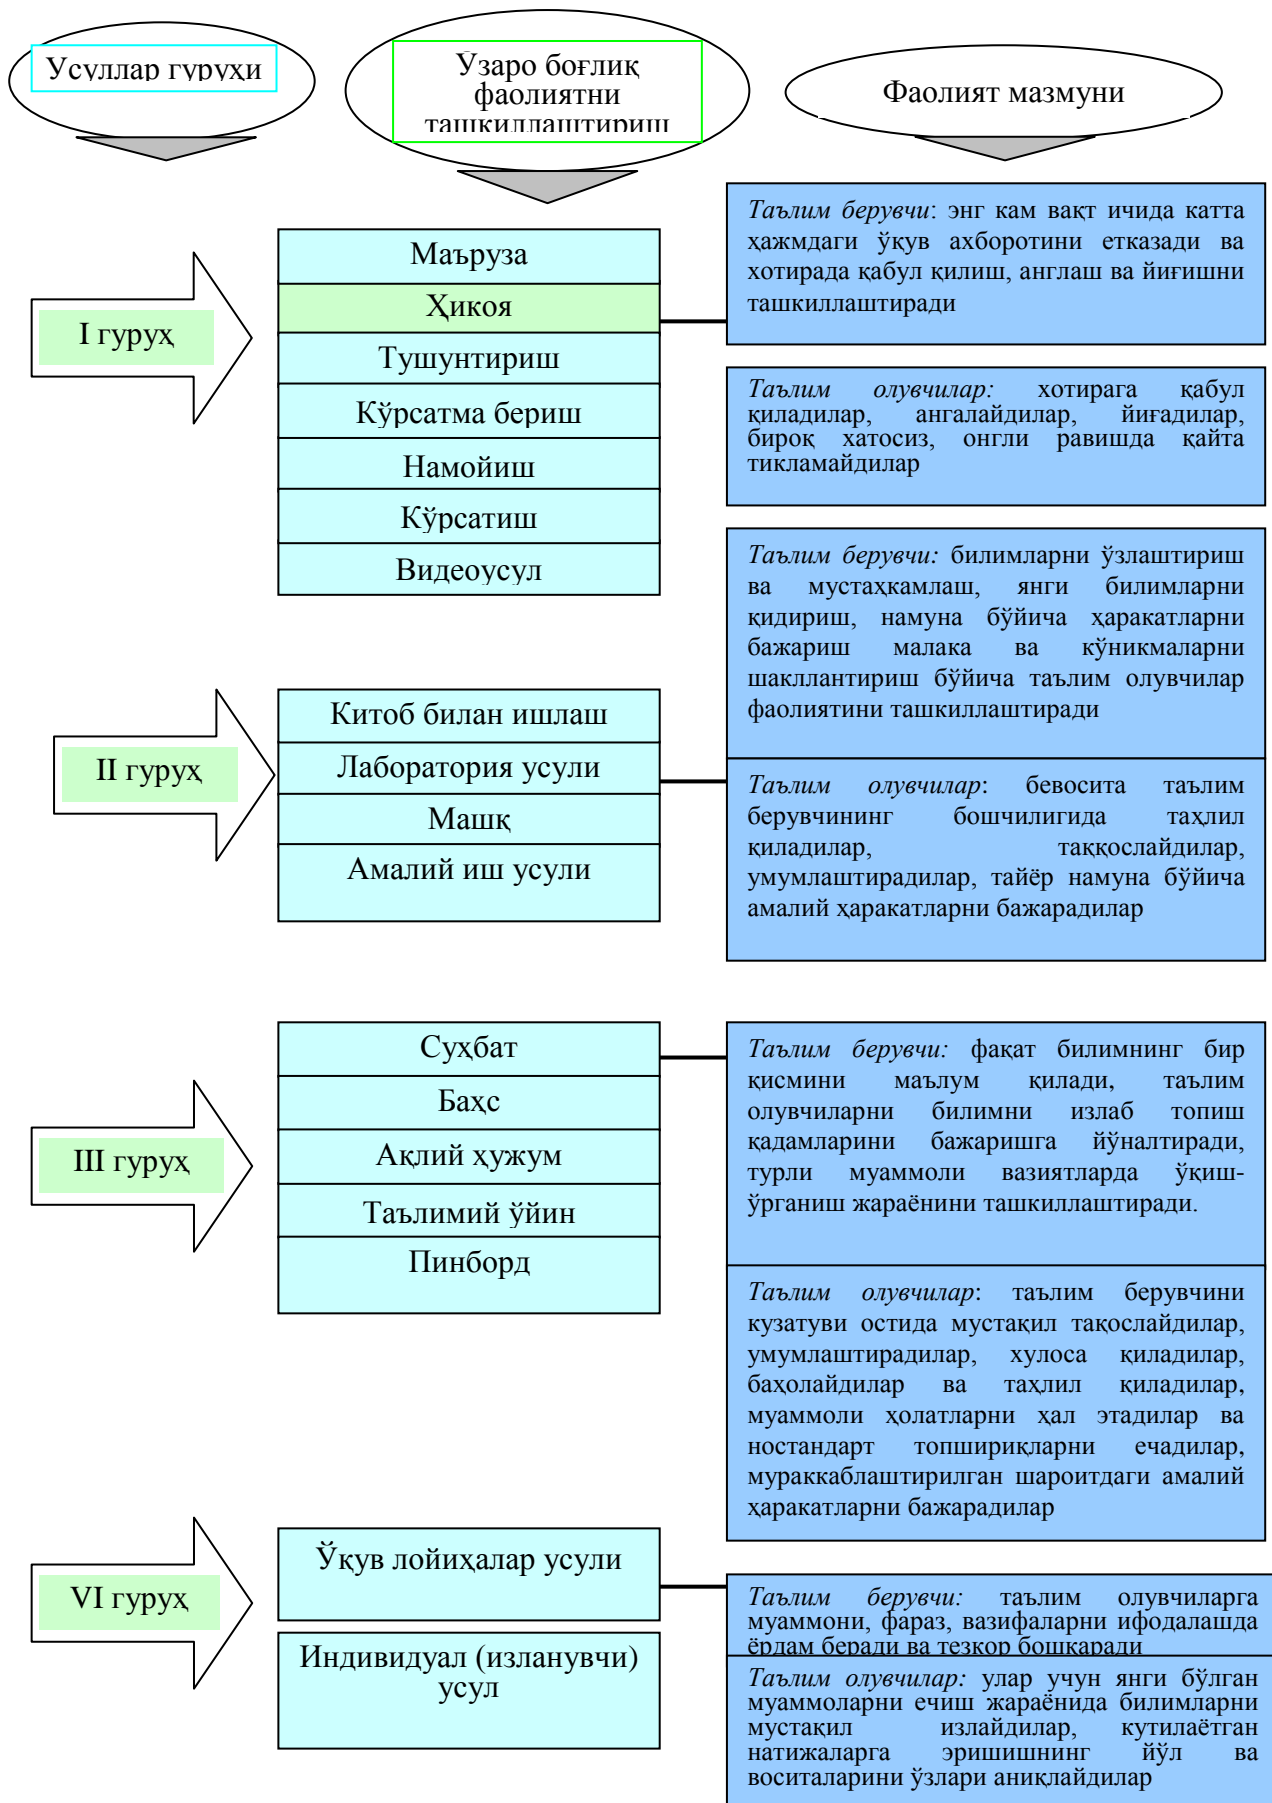 Усуллар гуруҳи
Ўзаро боғлиқ
фаолиятни
ташкиллаштириш
Фаолият мазмуни
I гуруҳ
Маъруза
Ҳикоя
Тушунтириш
Кўрсатма бериш
Намойиш
Кўрсатиш
Видеоусул
Таълим берувчи: энг кам вақт ичида катта
ҳажмдаги ўқув ахборотини етказади ва
хотирада қабул қилиш, англаш ва йиғишни
ташкиллаштиради
Таълим олувчилар: хотирага қабул
қиладилар, ангалайдилар, йиғадилар,
бироқ хатосиз, онгли равишда қайта
тикламайдилар
II гуруҳ
Китоб билан ишлаш
Лаборатория усули
Машқ
Амалий иш усули
Таълим берувчи: билимларни ўзлаштириш
ва мустаҳкамлаш, янги билимларни
қидириш, намуна бўйича ҳаракатларни
бажариш малака ва кўникмаларни
шакллантириш бўйича таълим олувчилар
фаолиятини ташкиллаштиради
Таълим олувчилар: бевосита таълим
берувчининг бошчилигида таҳлил
қиладилар, таққослайдилар,
умумлаштирадилар, тайёр намуна бўйича
амалий ҳаракатларни бажарадилар
III гуруҳ
Суҳбат
Баҳс
Ақлий ҳужум
Таълимий ўйин
Пинборд
Таълим берувчи: фақат билимнинг бир
қисмини маълум қилади, таълим
олувчиларни билимни излаб топиш
қадамларини бажаришга йўналтиради,
турли муаммоли вазиятларда ўқиш-
ўрганиш жараёнини ташкиллаштиради.
Таълим олувчилар: таълим берувчини
кузатуви остида мустақил тақослайдилар,
умумлаштирадилар, хулоса қиладилар,
баҳолайдилар ва таҳлил қиладилар,
муаммоли ҳолатларни ҳал этадилар ва
ностандарт топшириқларни ечадилар,
мураккаблаштирилган шароитдаги амалий
ҳаракатларни бажарадилар
VI гуруҳ
Ўқув лойиҳалар усули
Индивидуал (изланувчи)
усул
Таълим берувчи: таълим олувчиларга
муаммони, фараз, вазифаларни ифодалашда
ёрдам беради ва тезкор бошқаради
Таълим олувчилар: улар учун янги бўлган
муаммоларни ечиш жараёнида билимларни
мустақил излайдилар, кутилаётган
натижаларга эришишнинг йўл ва
воситаларини ўзлари аниқлайдилар